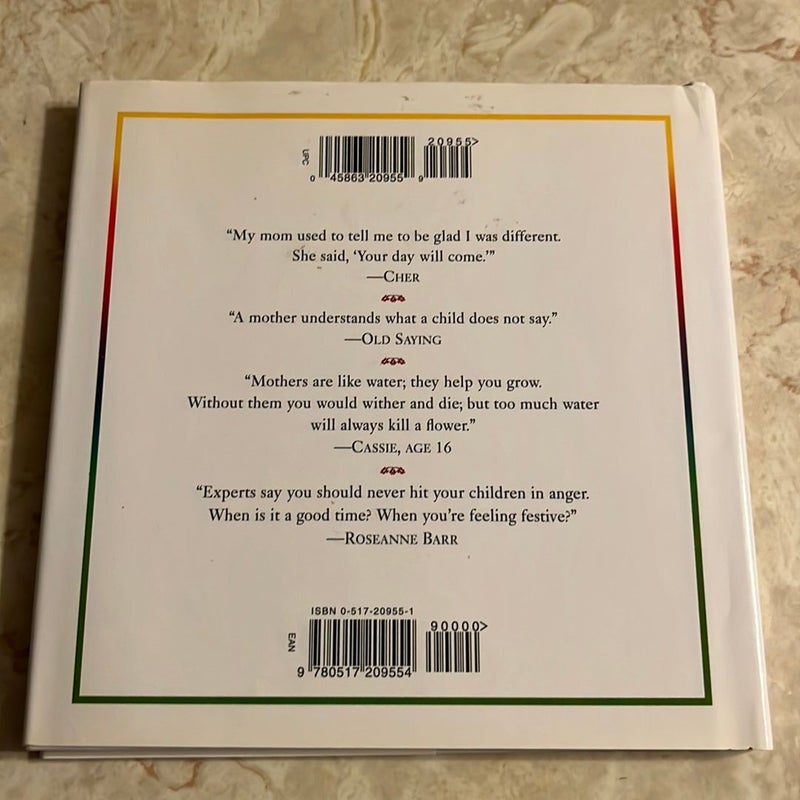 20955>
UPC
0 45863 20955 9
“My mom used to tell me to be glad I was different.
She said, ‘Your day will come.’”
—CHER
“A mother understands what a child does not say.”
—OLD SAYING
“Mothers are like water; they help you grow.
Without them you would wither and die; but too much water
will always kill a flower.”
—CASSIE, AGE 16
“Experts say you should never hit your children in anger.
When is it a good time? When you’re feeling festive?”
—ROSEANNE BARR
ISBN 0-517-20955-1
90000>
EAN
9 780517 209554